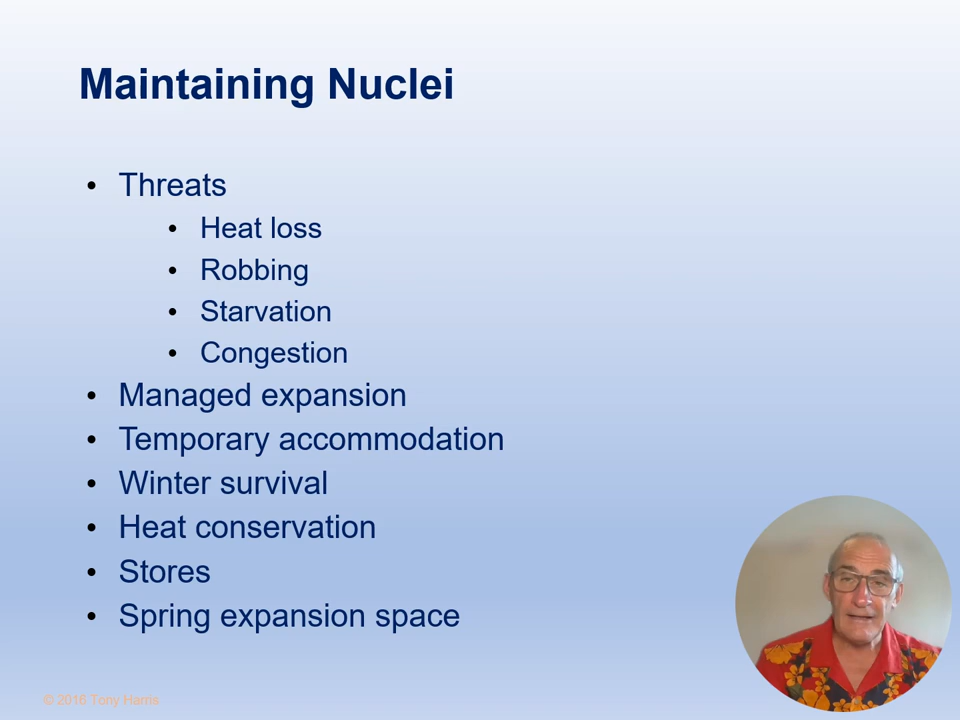 Maintaining Nuclei
• Threats
• Heat loss
• Robbing
• Starvation
• Congestion
• Managed expansion
• Temporary accommodation
• Winter survival
• Heat conservation
• Stores
• Spring expansion space
© 2016 Tony Harris